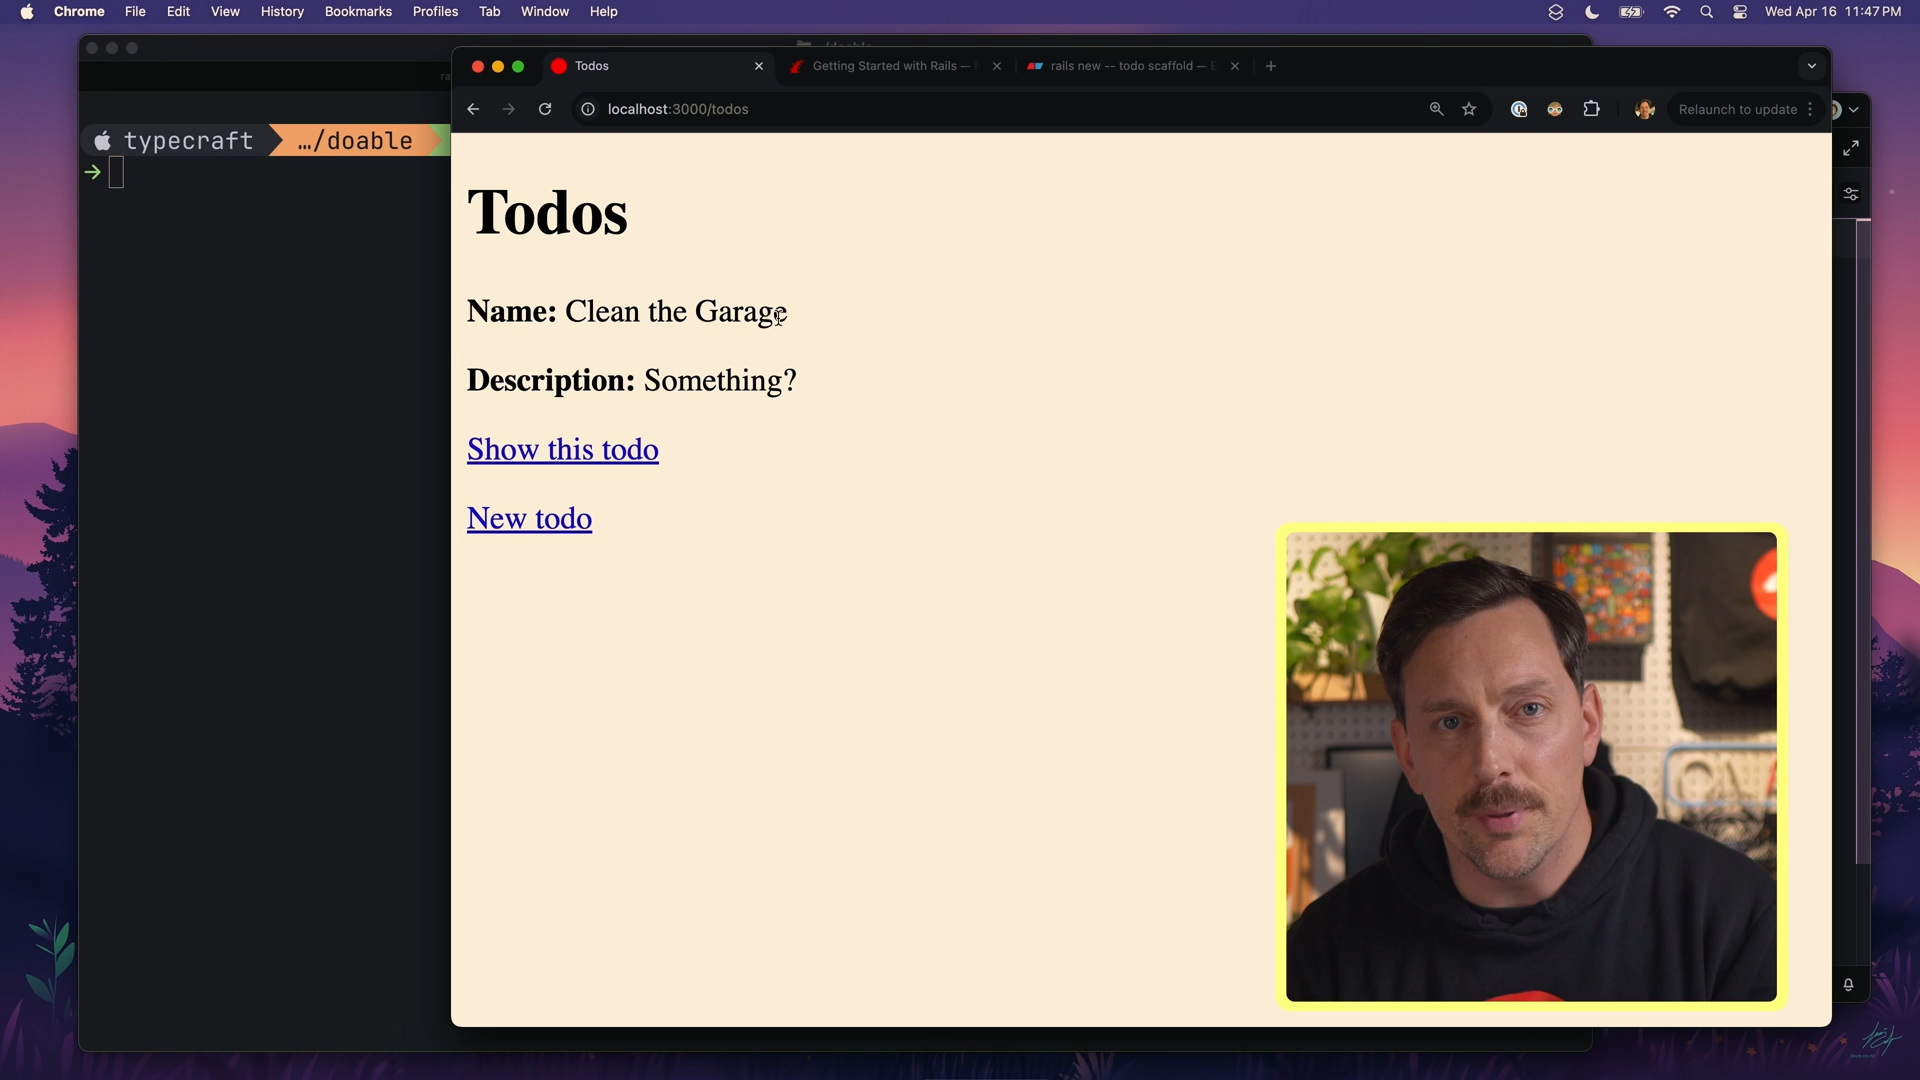 Chrome File Edit View History Bookmarks Profiles Tab Window Help Wed Apr 16 11:47 PM
Todos Getting Started with Rails — rails new -- todo scaffold —
localhost:3000/todos Relaunch to update
typecraft …/doable
Todos
Name: Clean the Garage
Description: Something?
Show this todo
New todo